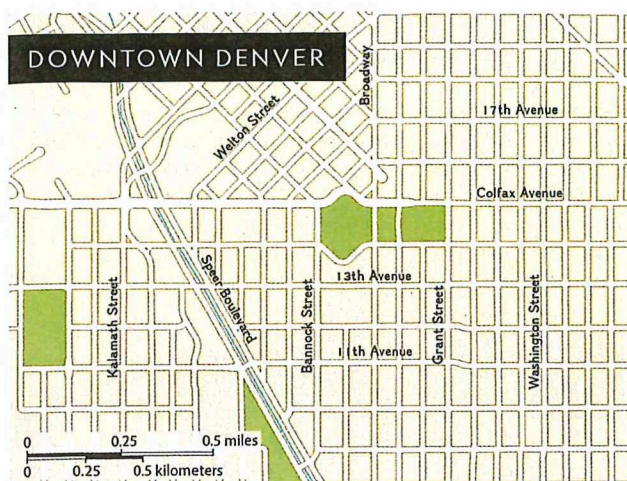 DOWNTOWN DENVER
Broadway
17th Avenue
Welton Street
Colfax Avenue
13th Avenue
Speer Boulevard
Kalamath Street
Bannock Street
11th Avenue
Grant Street
Washington Street
0 0.25 0.5 miles
0 0.25 0.5 kilometers